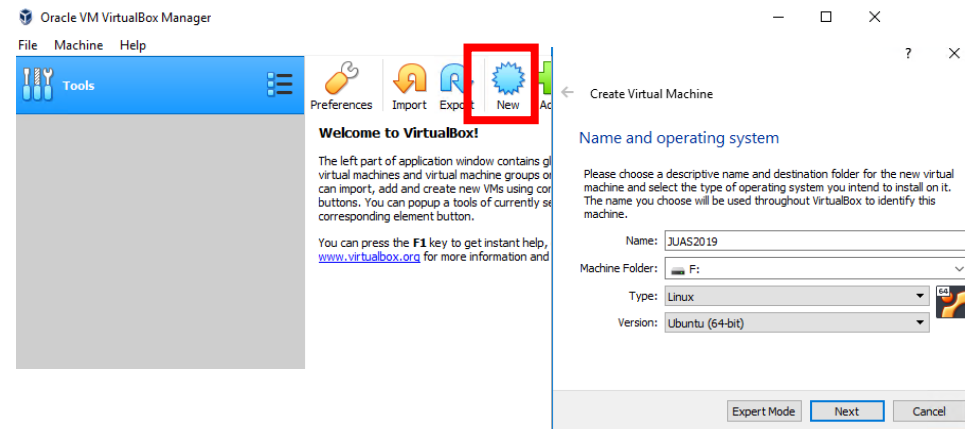 Oracle VM VirtualBox Manager
File Machine Help
Tools
Preferences Import Export New
Welcome to VirtualBox!
The left part of application window contains
virtual machines and virtual machine groups
can import, add and create new VMs using
buttons. You can popup a tools of currently
corresponding element button.
You can press the F1 key to get instant help,
www.virtualbox.org for more information and
?
Create Virtual Machine
Name and operating system
Please choose a descriptive name and destination folder for the new virtual
machine and select the type of operating system you intend to install on it.
The name you choose will be used throughout VirtualBox to identify this
machine.
Name: JUAS2019
Machine Folder: F:
Type: Linux
64
Version: Ubuntu (64-bit)
Expert Mode Next Cancel